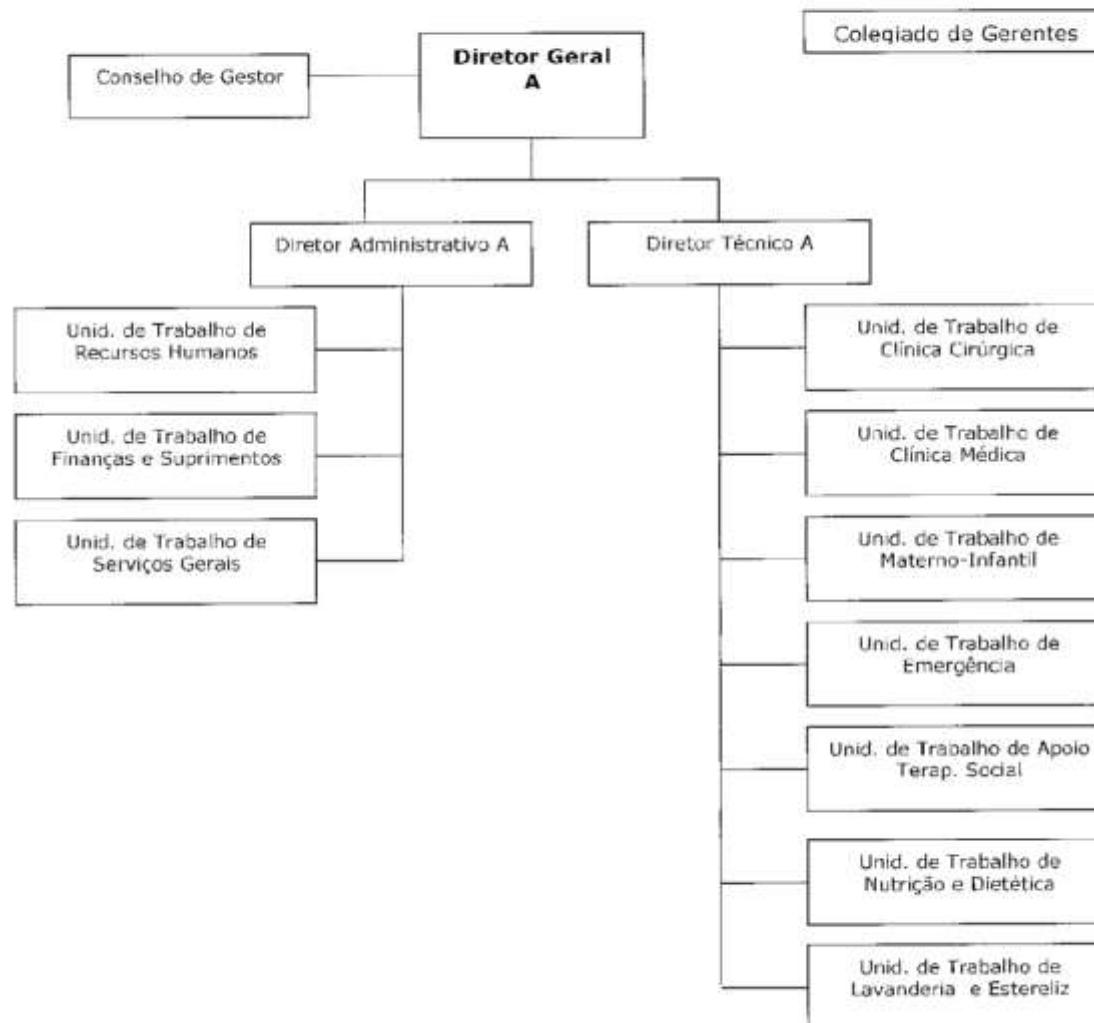 Colegiado de Gerentes
Diretor Geral
A
Conselho de Gestor
Diretor Administrativo A
Diretor Técnico A
Unid. de Trabalho de
Recursos Humanos
Unid. de Trabalho de
Finanças e Suprimentos
Unid. de Trabalho de
Serviços Gerais
Unid. de Trabalho de
Clínica Cirúrgica
Unid. de Trabalho de
Clínica Médica
Unid. de Trabalho de
Materno-Infantil
Unid. de Trabalho de
Emergência
Unid. de Trabalho de Apoio
Terap. Social
Unid. de Trabalho de
Nutrição e Dietética
Unid. de Trabalho de
Lavanderia e Estereliz